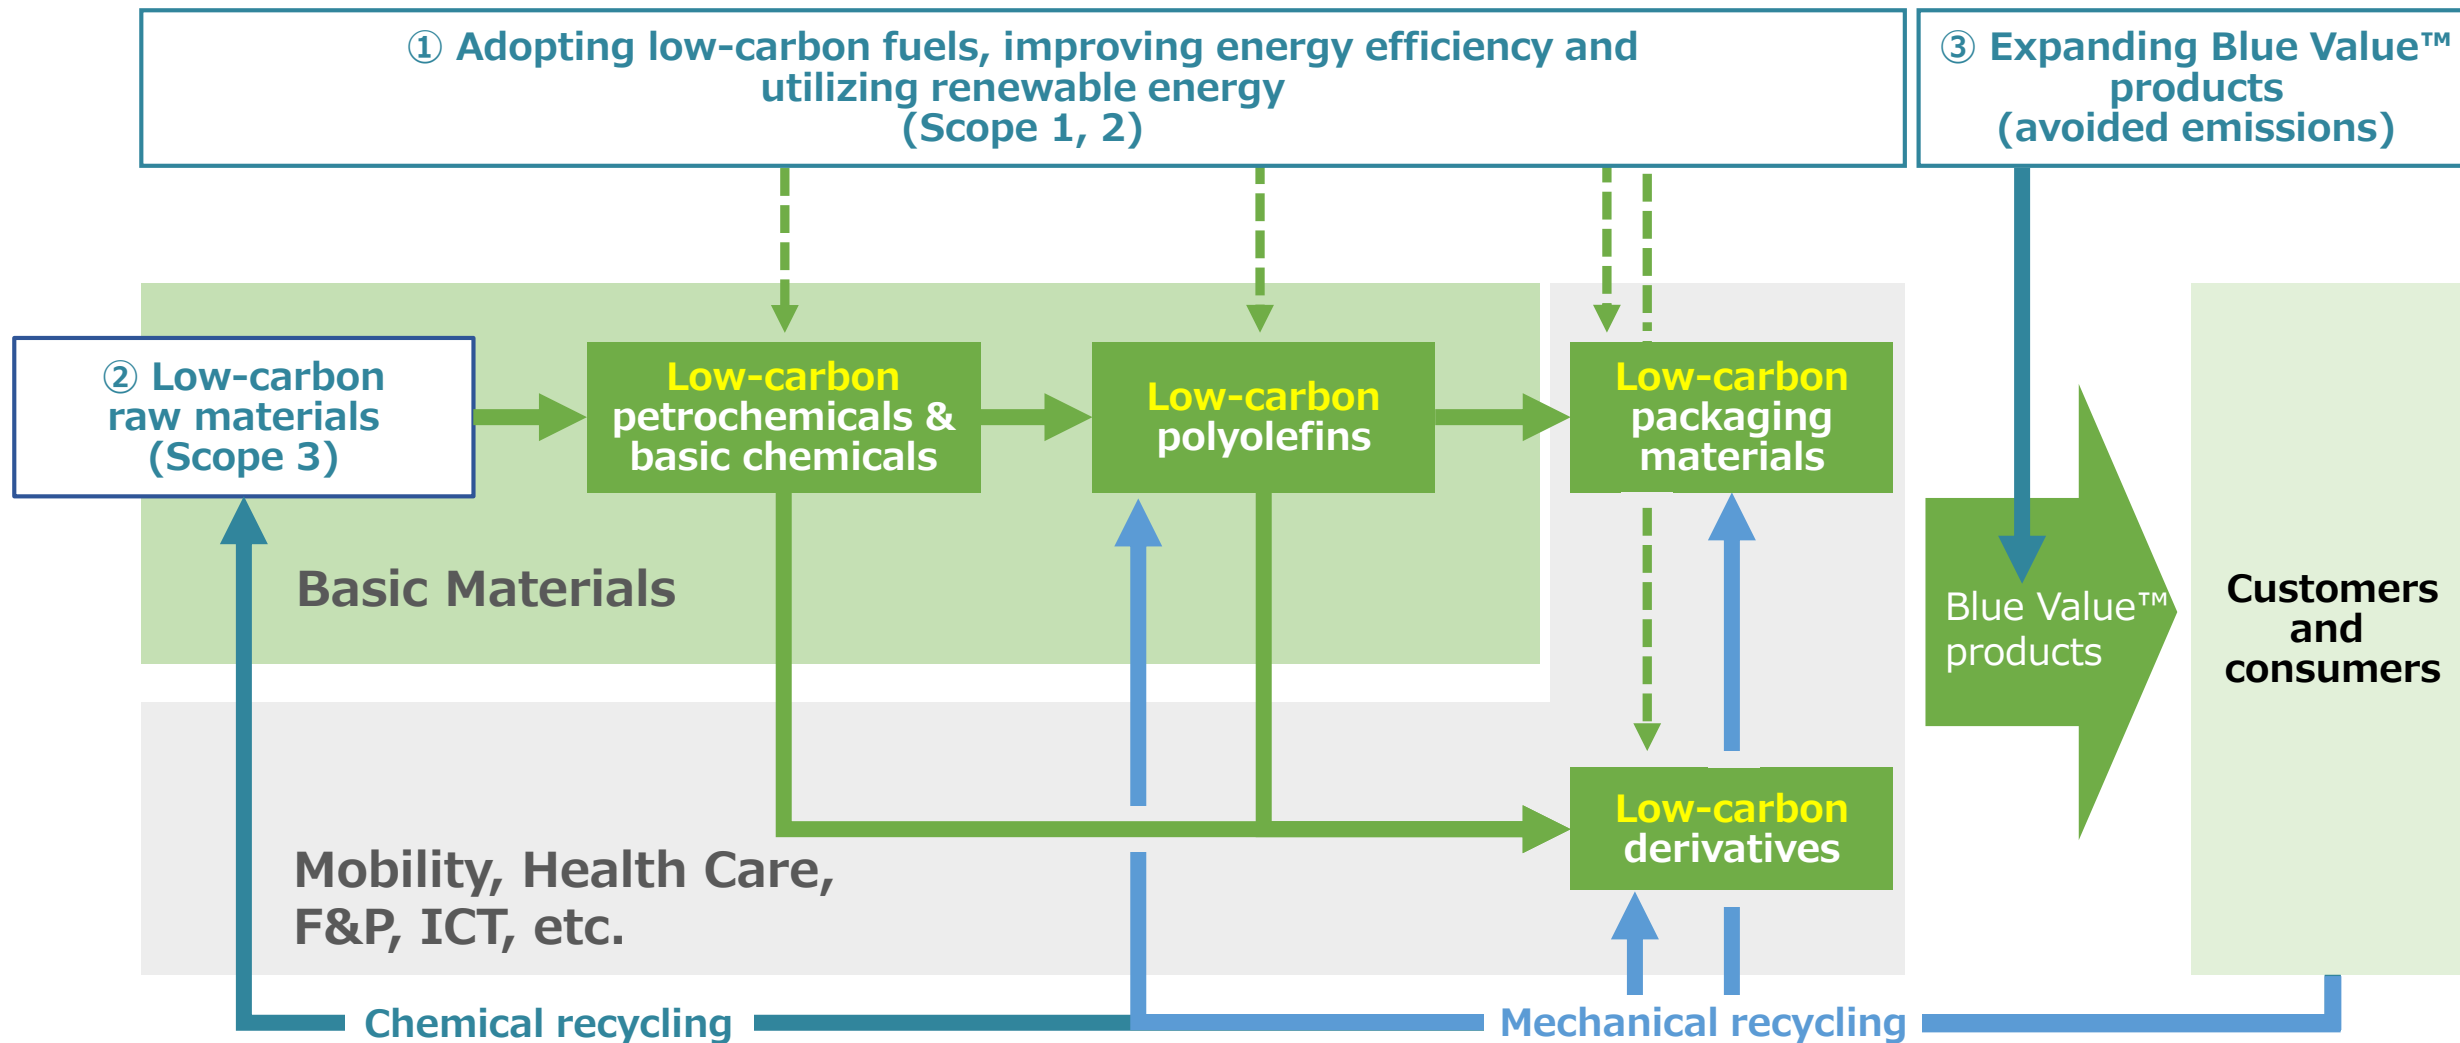 ① Adopting low-carbon fuels, improving energy efficiency and
utilizing renewable energy
(Scope 1, 2)
③ Expanding Blue Value™
products
(avoided emissions)
② Low-carbon
raw materials
(Scope 3)
Low-carbon
petrochemicals &
basic chemicals
Low-carbon
polyolefins
Low-carbon
packaging
materials
Basic Materials
Blue Value™
products
Customers
and
consumers
Low-carbon
derivatives
Mobility, Health Care,
F&P, ICT, etc.
Chemical recycling
Mechanical recycling